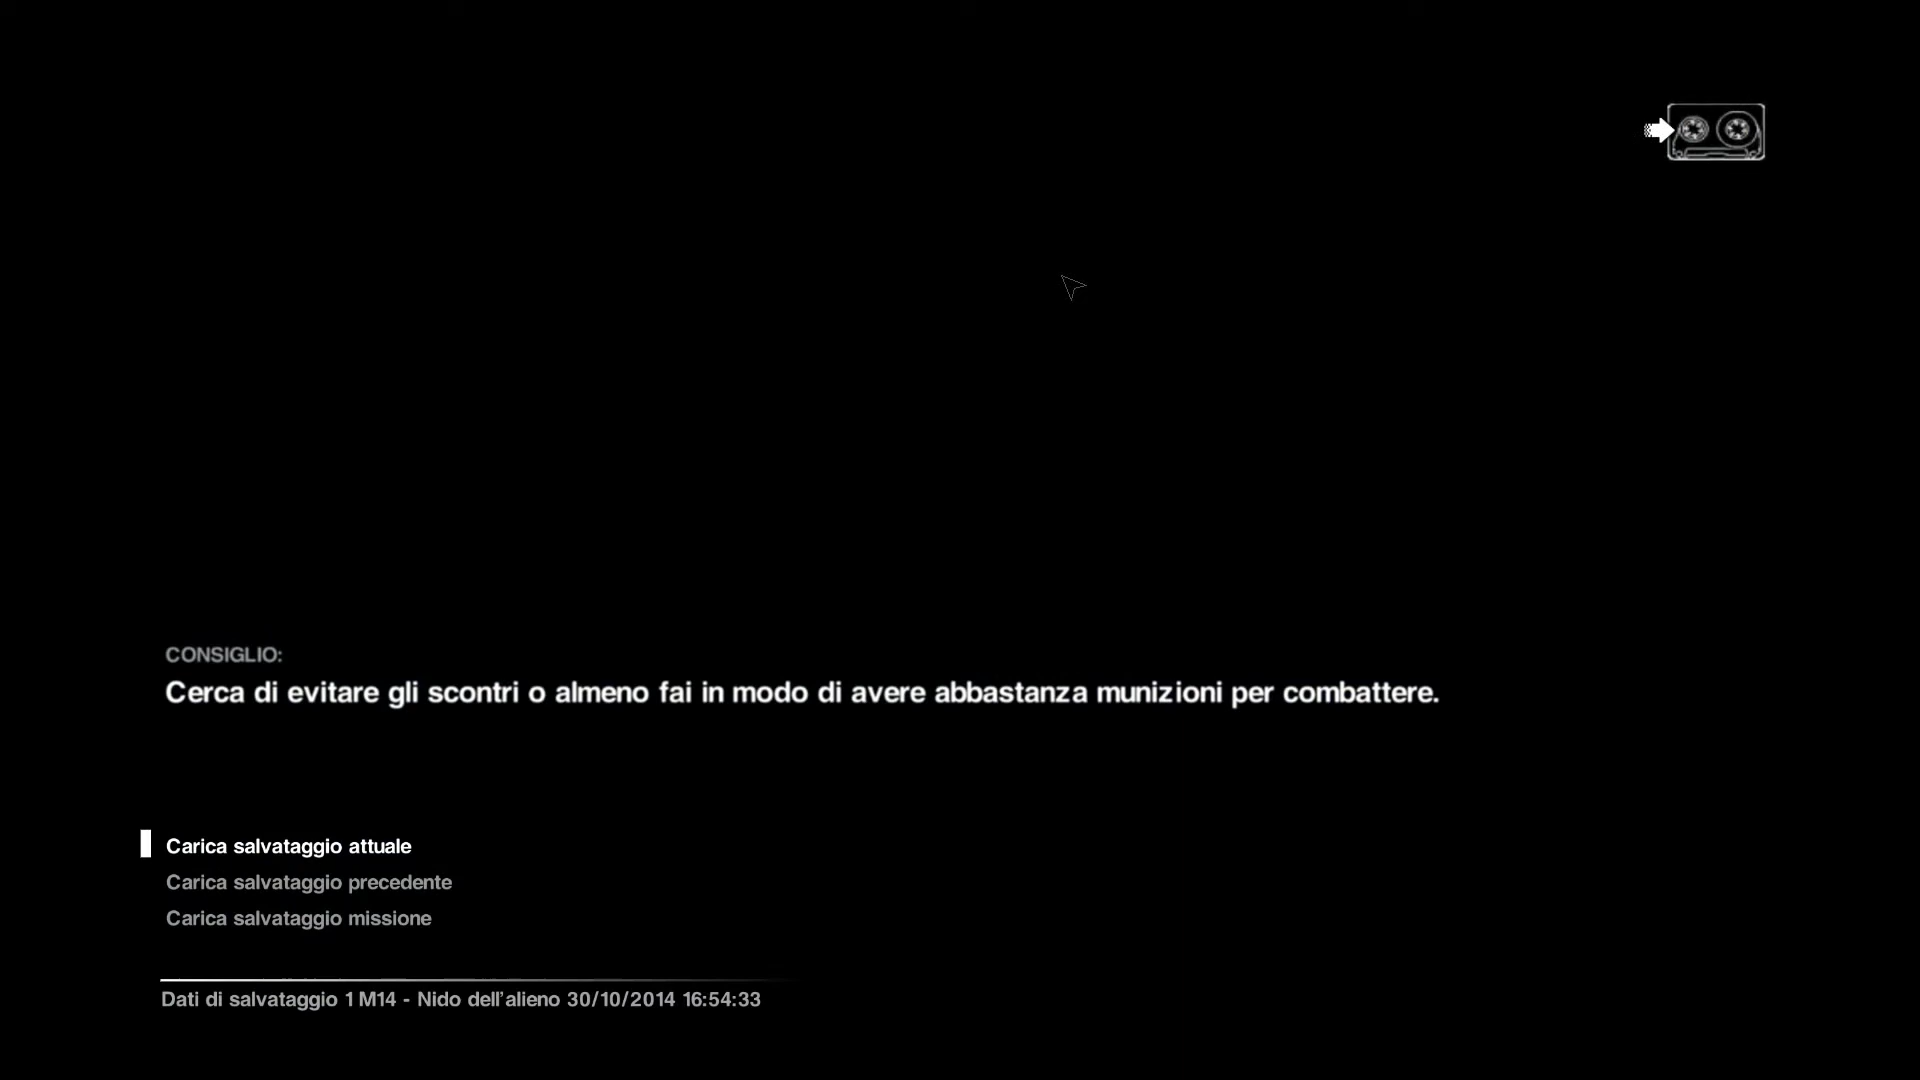 CONSIGLIO:
Cerca di evitare gli scontri o almeno fai in modo di avere abbastanza munizioni per combattere.
Carica salvataggio attuale
Carica salvataggio precedente
Carica salvataggio missione
Dati di salvataggio 1 M14 - Nido dell'alieno 30/10/2014 16:54:33